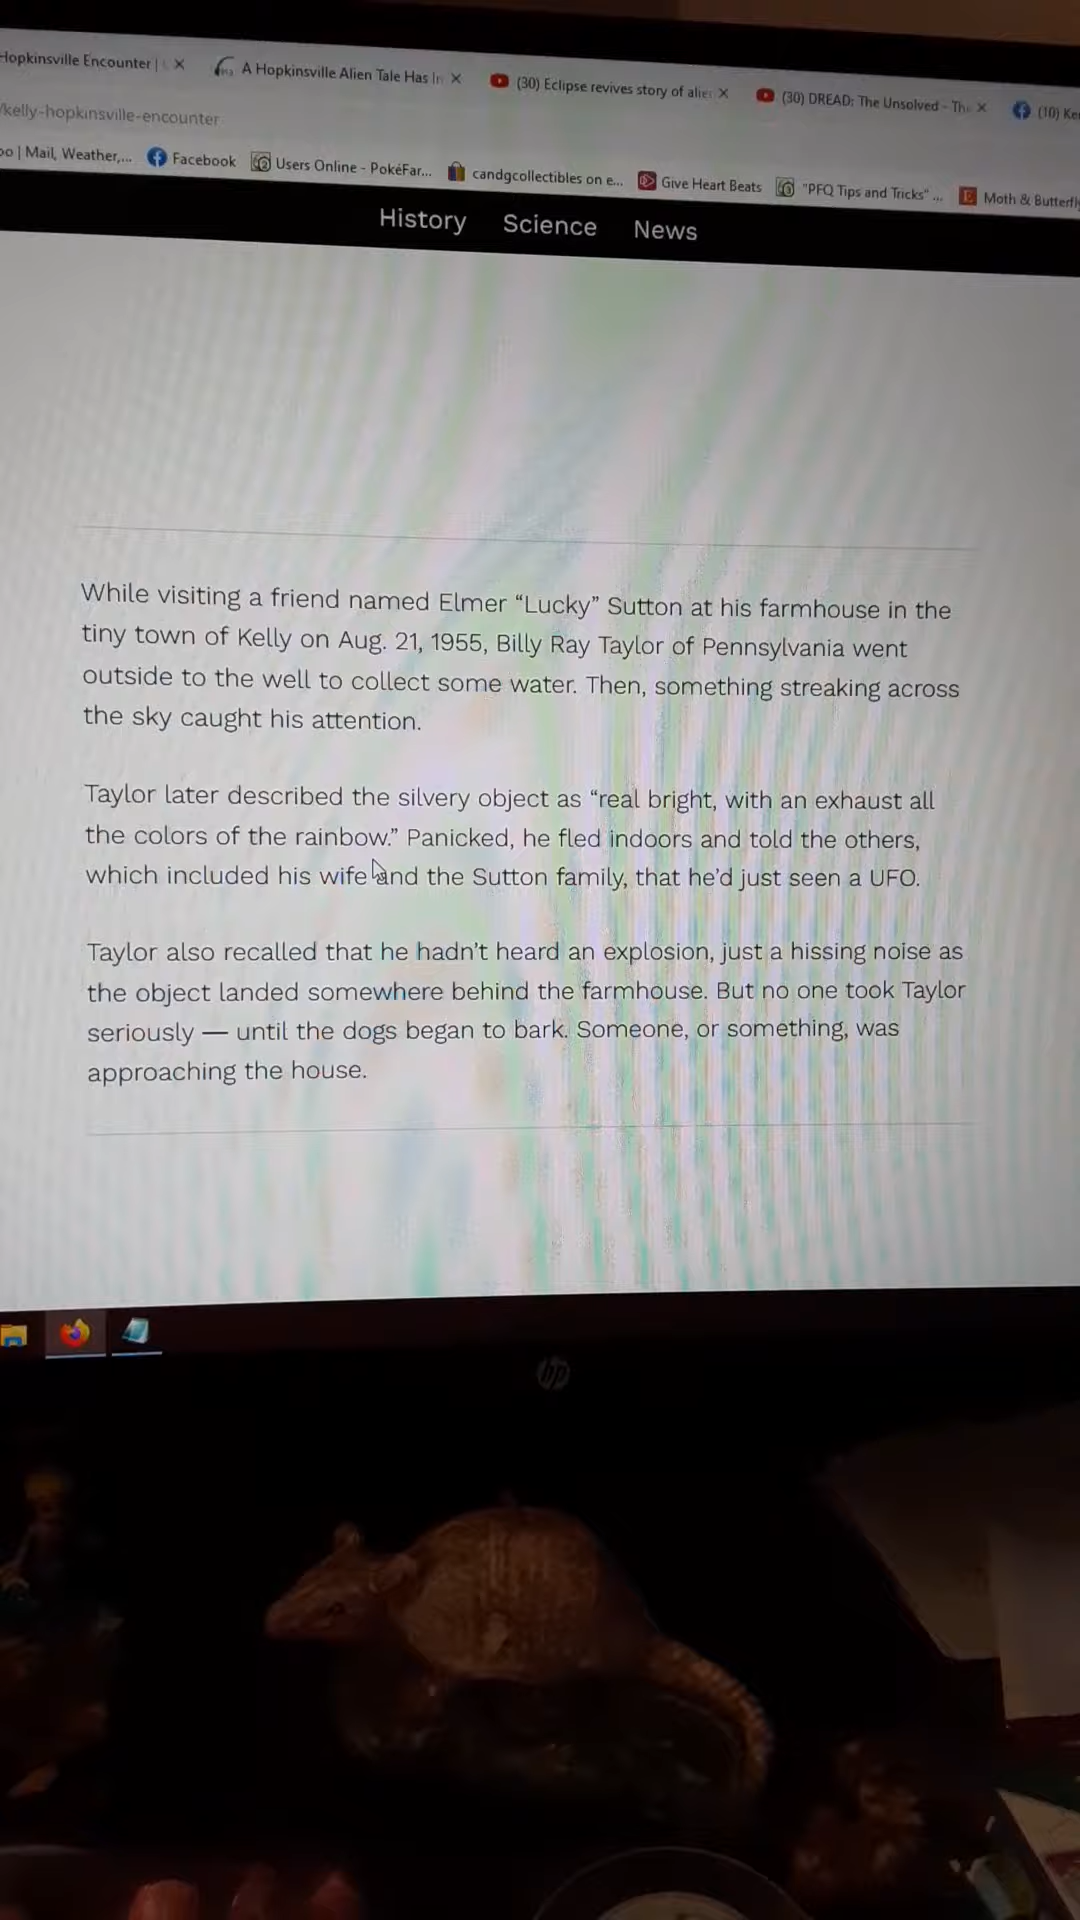 Hopkinsville Encounter |
A Hopkinsville Alien Tale Has In
(30) Eclipse revives story of alien
(30) DREAD: The Unsolved - The
(10) Ke
/kelly-hopkinsville-encounter
oo | Mail, Weather,...
Facebook
Users Online - PokéFar...
candgcollectibles on e...
Give Heart Beats
"PFQ Tips and Tricks" ...
Moth & Butterfly
History Science News
While visiting a friend named Elmer “Lucky” Sutton at his farmhouse in the
tiny town of Kelly on Aug. 21, 1955, Billy Ray Taylor of Pennsylvania went
outside to the well to collect some water. Then, something streaking across
the sky caught his attention.
Taylor later described the silvery object as “real bright, with an exhaust all
the colors of the rainbow.” Panicked, he fled indoors and told the others,
which included his wife and the Sutton family, that he’d just seen a UFO.
Taylor also recalled that he hadn’t heard an explosion, just a hissing noise as
the object landed somewhere behind the farmhouse. But no one took Taylor
seriously — until the dogs began to bark. Someone, or something, was
approaching the house.
hp